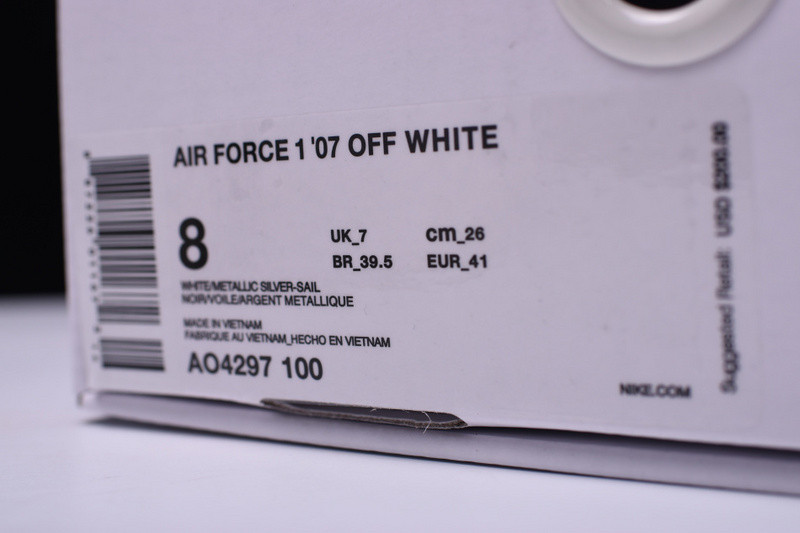 AIR FORCE 1 '07 OFF WHITE
8
UK_7 cm_26
BR_39.5 EUR_41
WHITE/METALLIC SILVER-SAIL
NOIR/VOILE/ARGENT METALLIQUE
MADE IN VIETNAM
FABRIQUE AU VIETNAM_HECHO EN VIETNAM
AO4297 100
NIKE.COM
Suggested Retail: USD $200.00